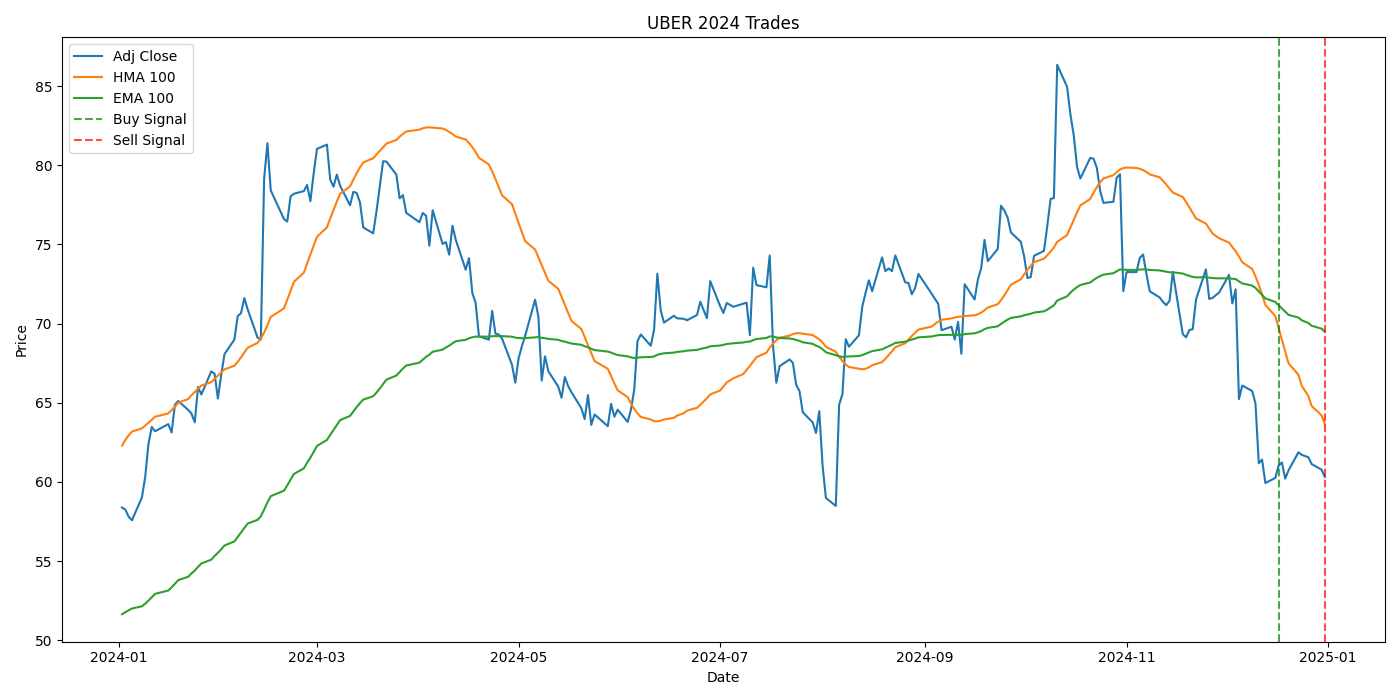 UBER 2024 Trades
Adj Close
HMA 100
EMA 100
Buy Signal
Sell Signal
Price
85
80
75
70
65
60
55
50
2024-01 2024-03 2024-05 2024-07 2024-09 2024-11 2025-01
Date